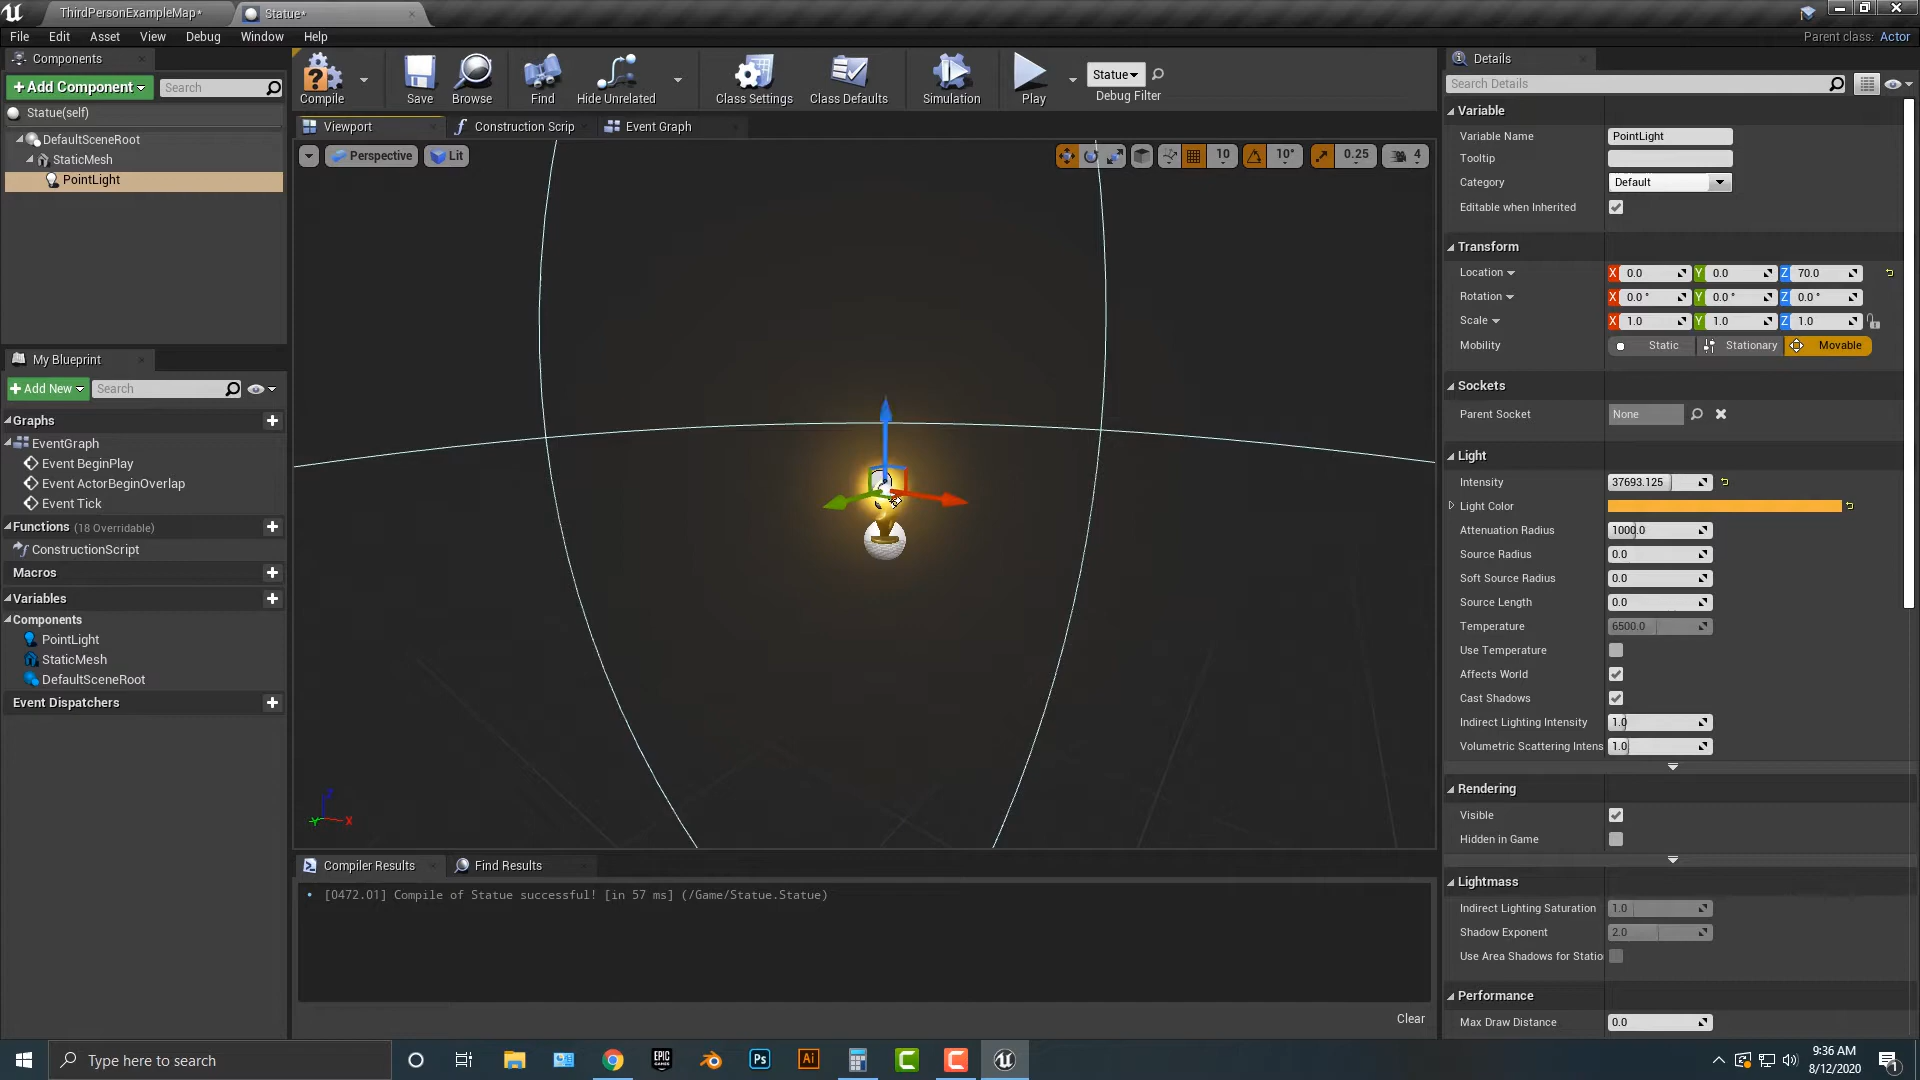 ThirdPersonExampleMap*
Statue*
File Edit Asset View Debug Window Help
Parent class: Actor
Components
+Add Component
Search
Statue(self)
DefaultSceneRoot
StaticMesh
PointLight
Compile
Save
Browse
Find
Hide Unrelated
Class Settings
Class Defaults
Simulation
Play
Statue
Debug Filter
Viewport
Construction Scrip
Event Graph
Perspective
Lit
10
10°
0.25
4
My Blueprint
+Add New
Search
Graphs
EventGraph
Event BeginPlay
Event ActorBeginOverlap
Event Tick
Functions (18 Overridable)
ConstructionScript
Macros
Variables
Components
PointLight
StaticMesh
DefaultSceneRoot
Event Dispatchers
Z
X
Y
Compiler Results
Find Results
[0472.01] Compile of Statue successful! [in 57 ms] (/Game/Statue.Statue)
Clear
Details
Search Details
Variable
Variable Name PointLight
Tooltip
Category Default
Editable when Inherited
Transform
Location X 0.0 Y 0.0 Z 70.0
Rotation X 0.0 ° Y 0.0 ° Z 0.0 °
Scale X 1.0 Y 1.0 Z 1.0
Mobility Static Stationary Movable
Sockets
Parent Socket None
Light
Intensity 37693.125
Light Color
Attenuation Radius 1000.0
Source Radius 0.0
Soft Source Radius 0.0
Source Length 0.0
Temperature 6500.0
Use Temperature
Affects World
Cast Shadows
Indirect Lighting Intensity 1.0
Volumetric Scattering Intens 1.0
Rendering
Visible
Hidden in Game
Lightmass
Indirect Lighting Saturation 1.0
Shadow Exponent 2.0
Use Area Shadows for Statio
Performance
Max Draw Distance 0.0
Type here to search
EPIC GAMES
Ps
Ai
9:36 AM
8/12/2020
1